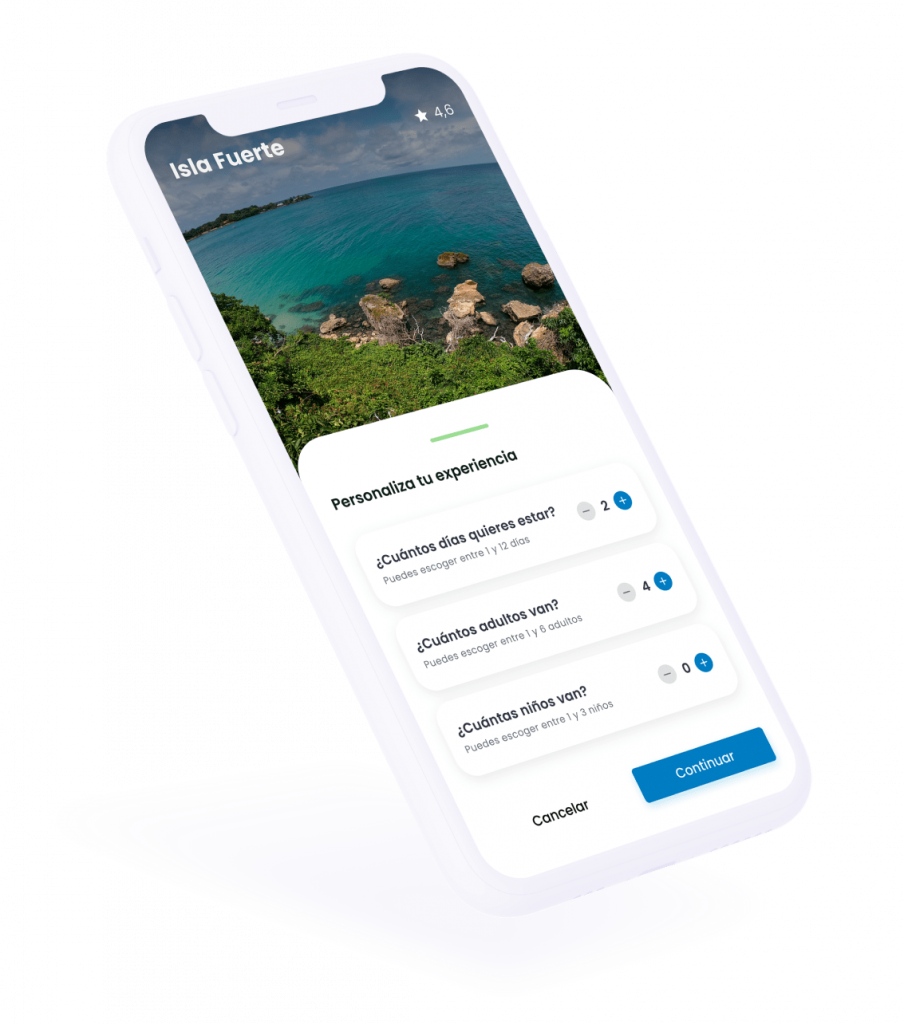 Isla Fuerte
★ 4,6
Personaliza tu experiencia
¿Cuántos días quieres estar?
Puedes escoger entre 1 y 12 días
− 2 +
¿Cuántos adultos van?
Puedes escoger entre 1 y 6 adultos
− 4 +
¿Cuántas niños van?
Puedes escoger entre 1 y 3 niños
− 0 +
Cancelar
Continuar